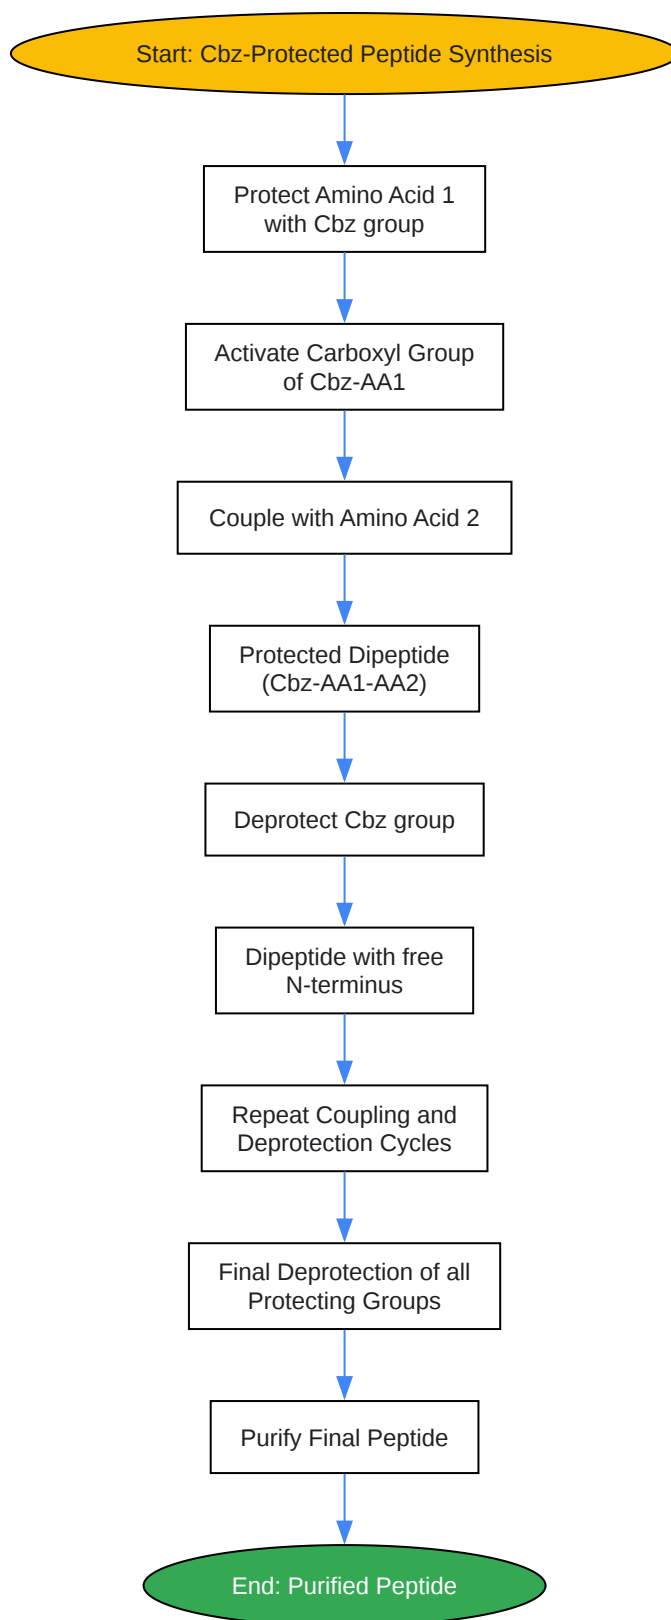 Start: Cbz-Protected Peptide Synthesis
Protect Amino Acid 1
with Cbz group
Activate Carboxyl Group
of Cbz-AA1
Couple with Amino Acid 2
Protected Dipeptide
(Cbz-AA1-AA2)
Deprotect Cbz group
Dipeptide with free
N-terminus
Repeat Coupling and
Deprotection Cycles
Final Deprotection of all
Protecting Groups
Purify Final Peptide
End: Purified Peptide